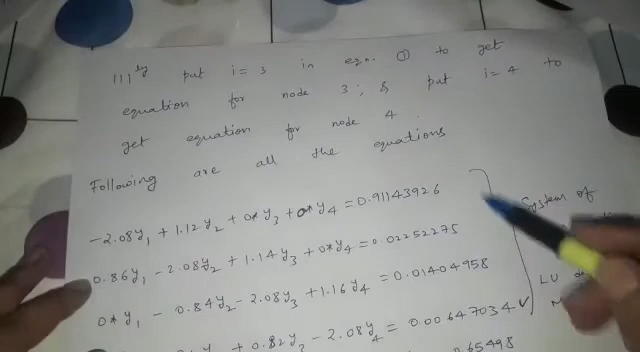 |||ly put i=3 in eqn. ① to get
equation for node 3; & put i=4 to
get equation for node 4.
Following are all the equations
-2.08y₁ + 1.12y₂ + 0*y₃ + 0*y₄ = 0.91143926
0.86y₁ - 2.08y₂ + 1.14y₃ + 0*y₄ = 0.02252275
0*y₁ - 0.84y₂ - 2.08y₃ + 1.16y₄ = 0.01404958
+ 0.82y₃ - 2.08y₄ = 0.00647034 ✓
System of
LU